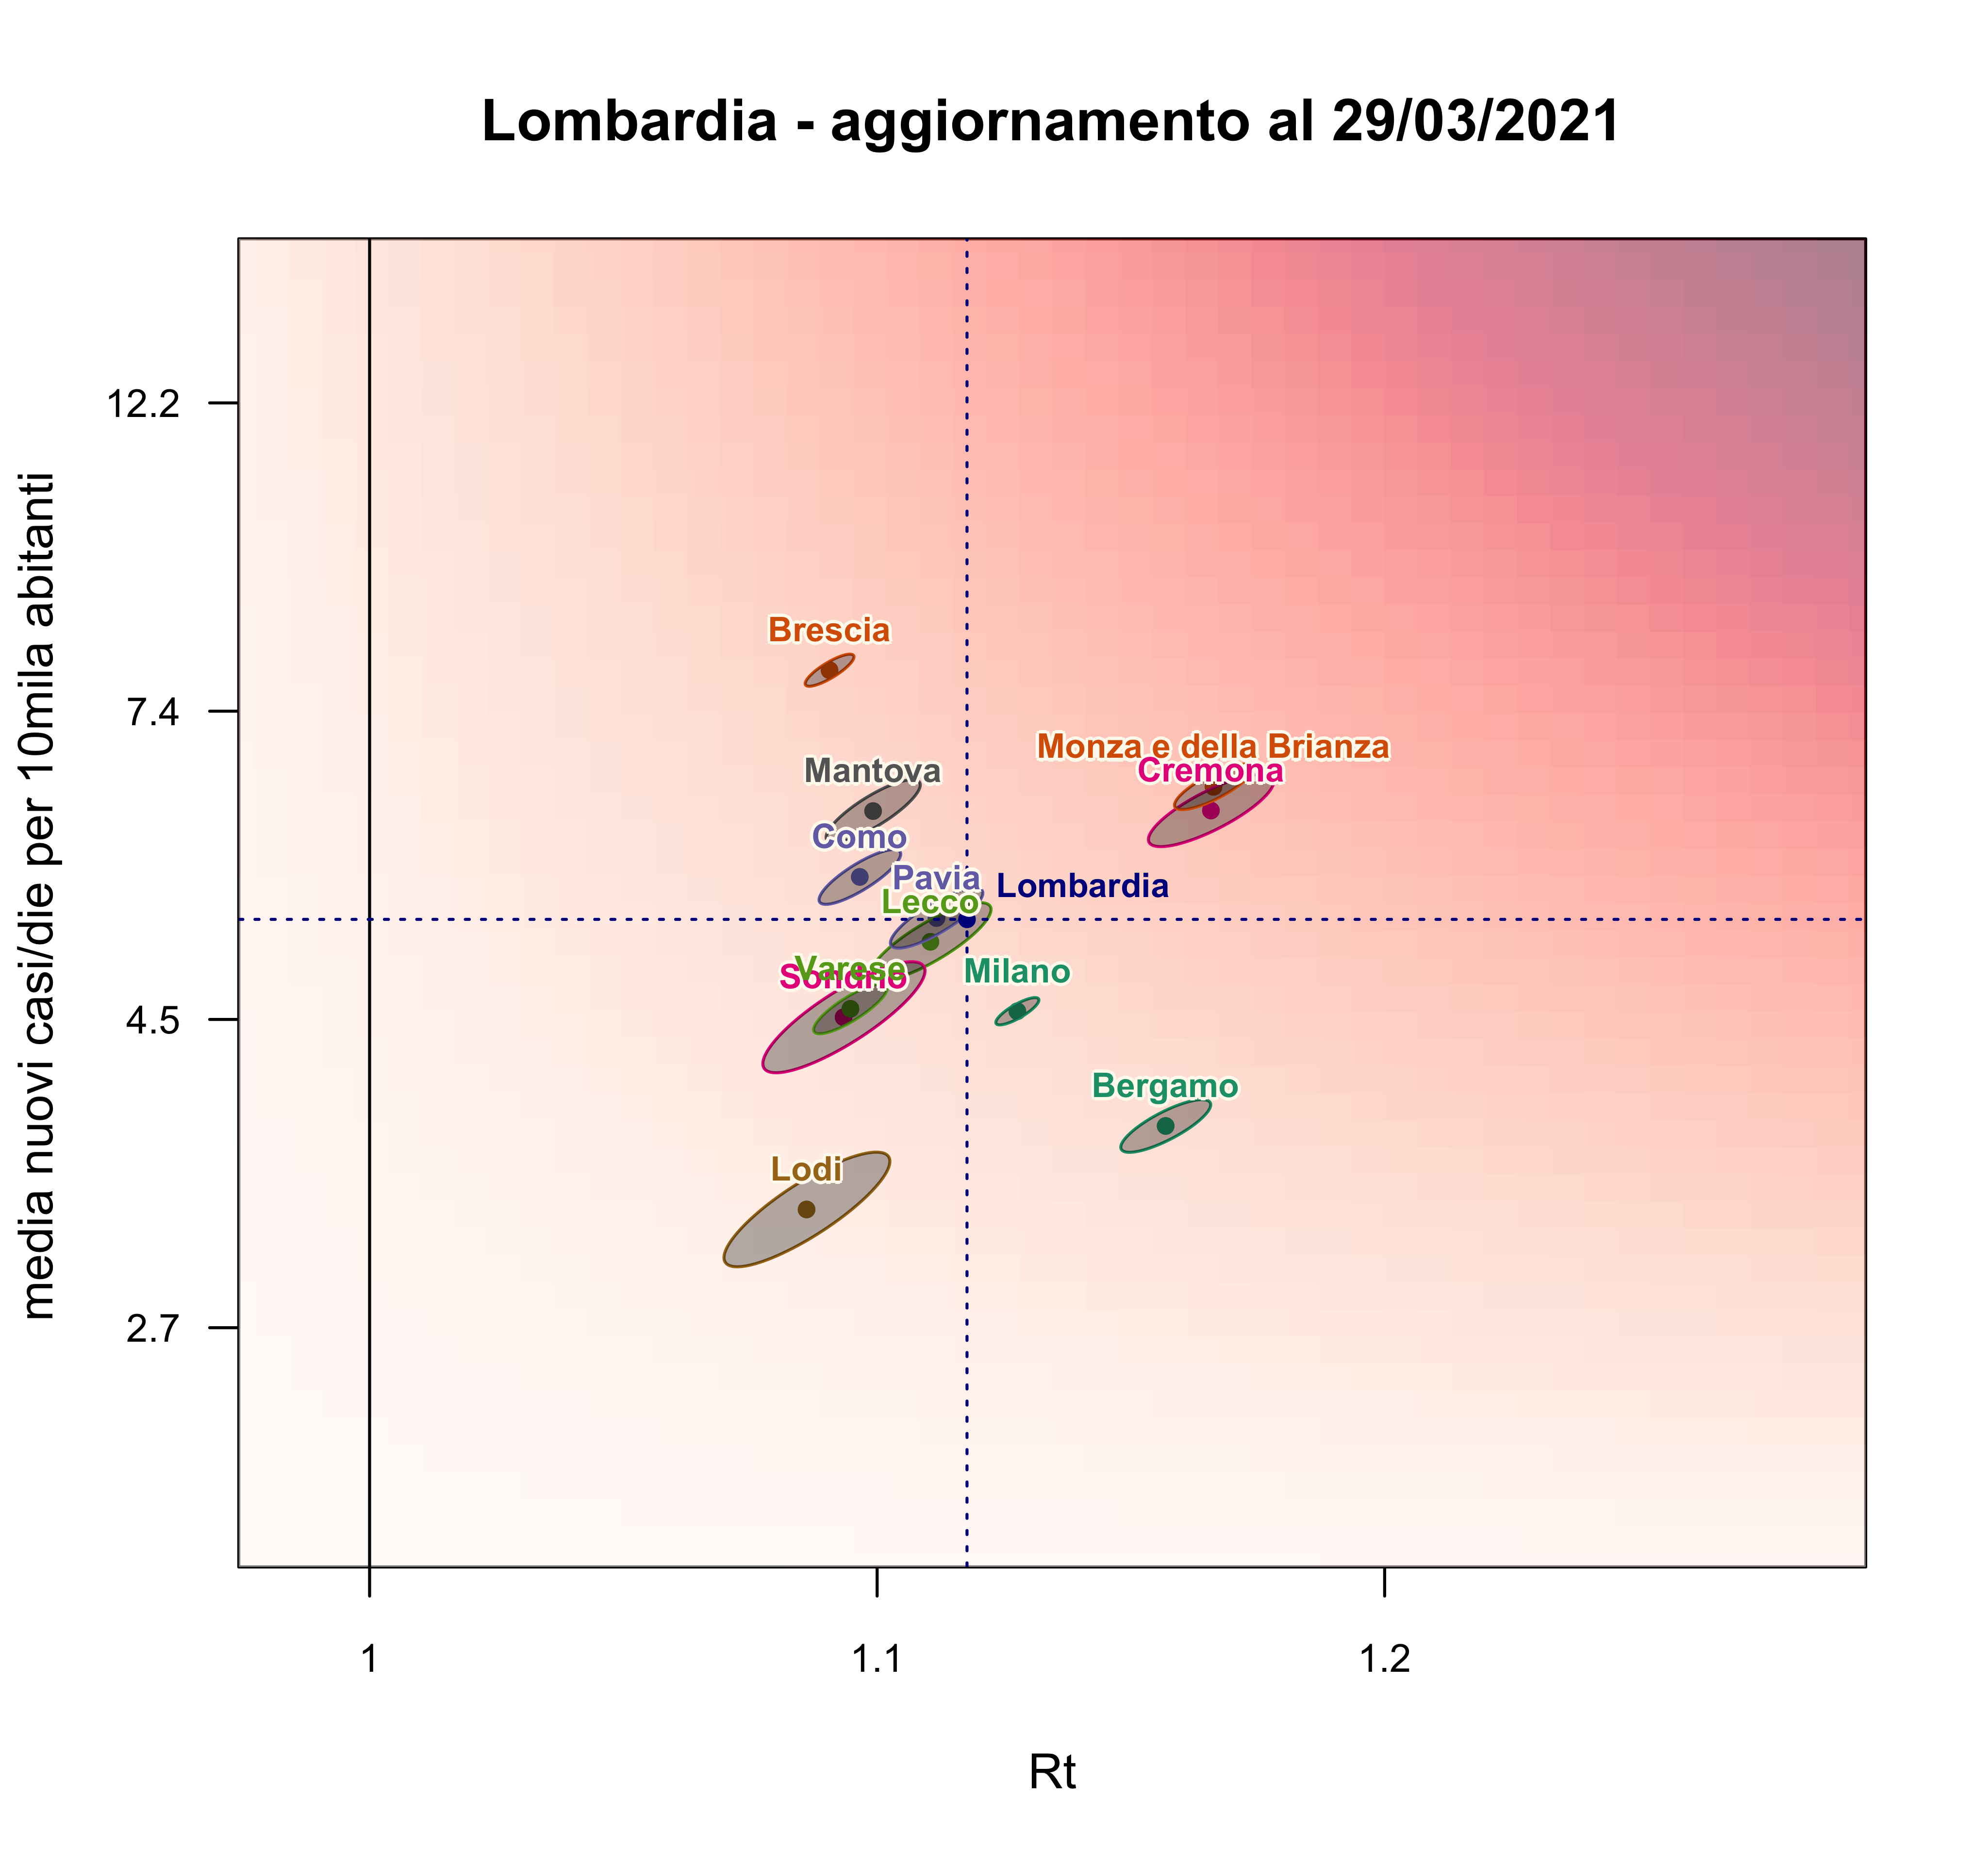 Lombardia - aggiornamento al 29/03/2021
media nuovi casi/die per 10mila abitanti
12.2
7.4
4.5
2.7
Brescia
Monza e della Brianza
Mantova
Cremona
Como
Pavia
Lombardia
Lecco
Varese
Sondrio
Milano
Bergamo
Lodi
1
1.1
1.2
Rt